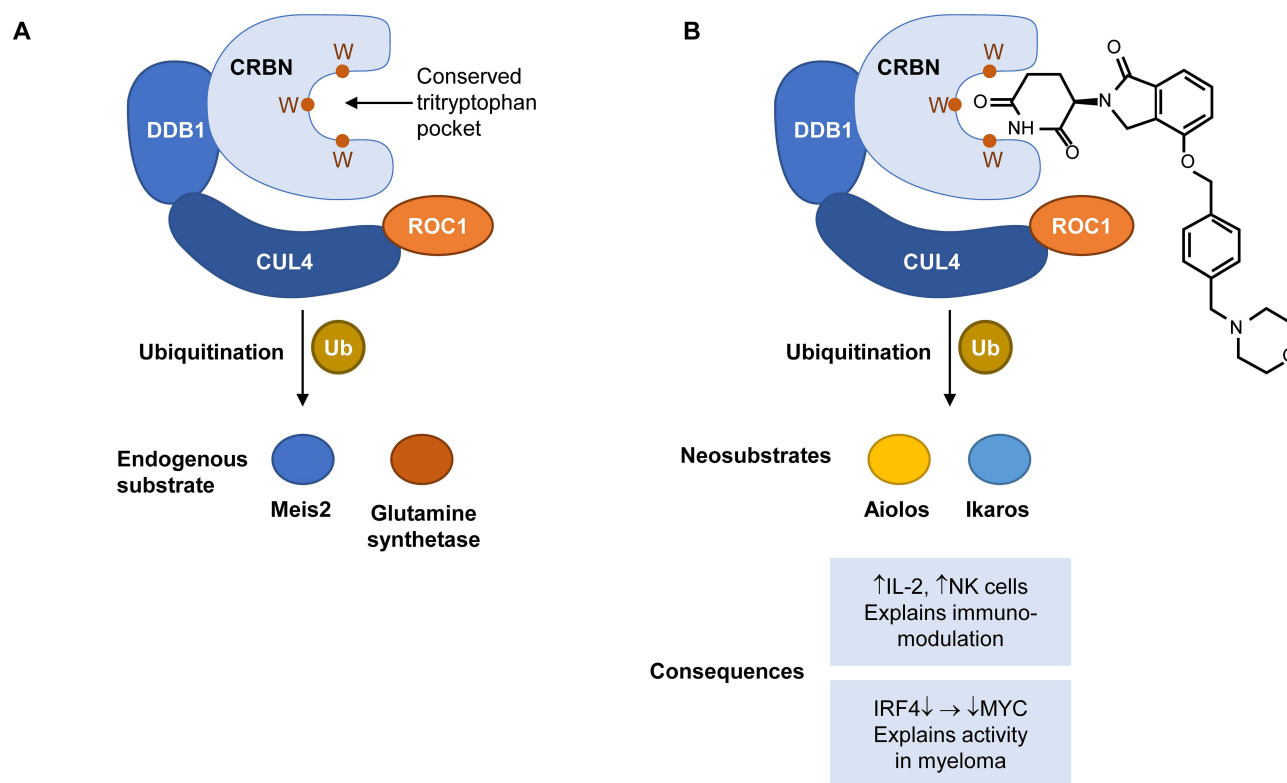 A
CRBN
W
W
W
Conserved
tritryptophan
pocket
DDB1
CUL4
ROC1
Ubiquitination
Ub
Endogenous
substrate
Meis2
Glutamine
synthetase
B
CRBN
W
W
W
DDB1
CUL4
ROC1
O
O
N
NH
O
O
N
O
Ubiquitination
Ub
Neosubstrates
Aiolos
Ikaros
Consequences
↑IL-2, ↑NK cells
Explains immuno-
modulation
IRF4↓ → ↓MYC
Explains activity
in myeloma